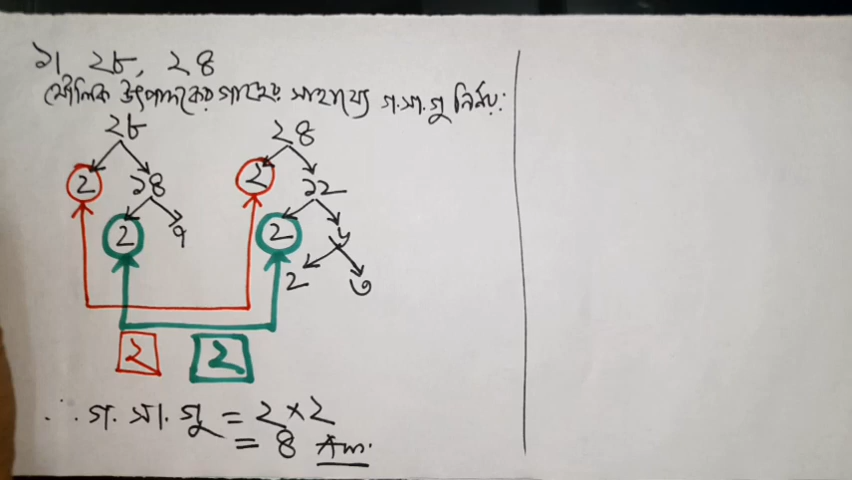 ১। ২৮, ২৪
মৌলিক উৎপাদকের গাছের সাহায্যে গ.সা.গু নির্ণয়:
২৮ ২৪
২ ১৪ ২ ১২
২ ৭ ২ ৬
২ ৩
২ ২
∴ গ. সা. গু = ২×২
= ৪ Ans.